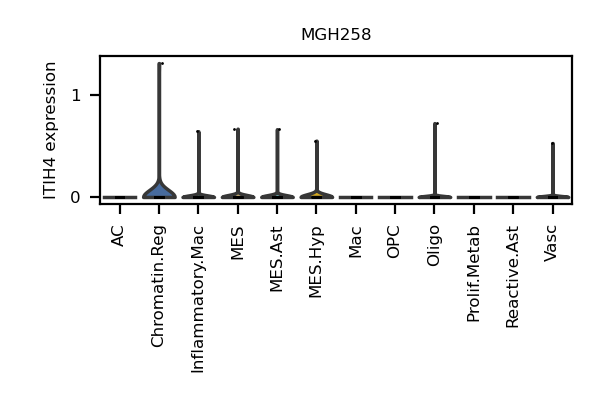 MGH258
ITIH4 expression
1
0
AC
Chromatin.Reg
Inflammatory.Mac
MES
MES.Ast
MES.Hyp
Mac
OPC
Oligo
Prolif.Metab
Reactive.Ast
Vasc